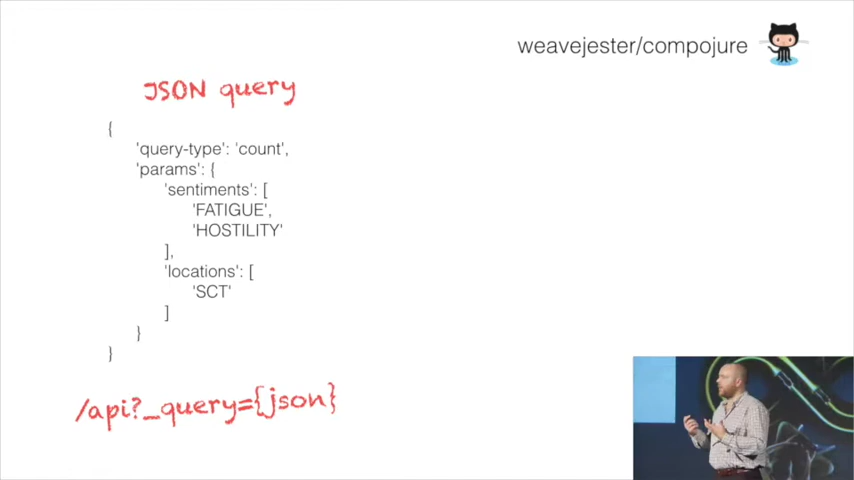 weavejester/compojure
JSON query
{
'query-type': 'count',
'params': {
'sentiments': [
'FATIGUE',
'HOSTILITY'
],
'locations': [
'SCT'
]
}
}
/api?_query={json}